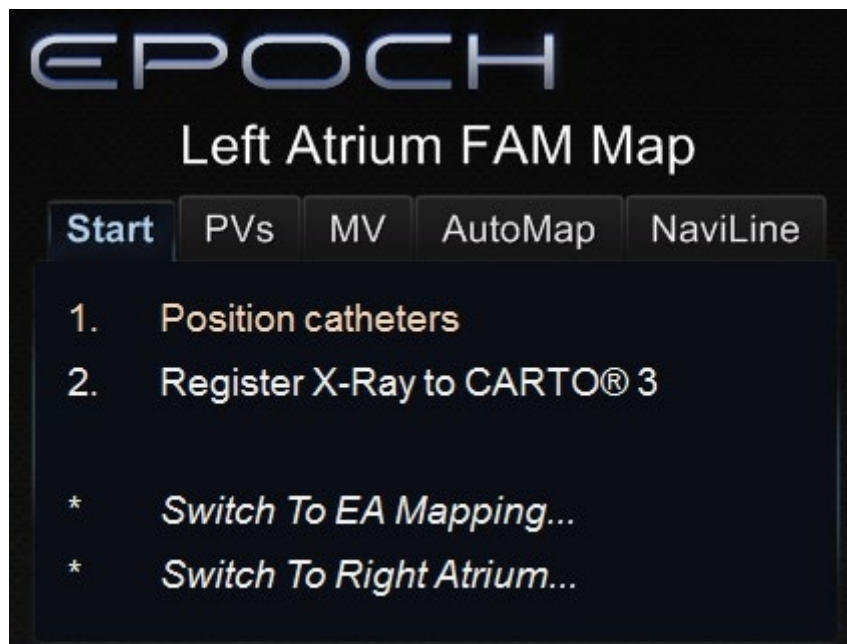 EPOCH
Left Atrium FAM Map
Start PVs MV AutoMap NaviLine
1. Position catheters
2. Register X-Ray to CARTO® 3
* Switch To EA Mapping...
* Switch To Right Atrium...